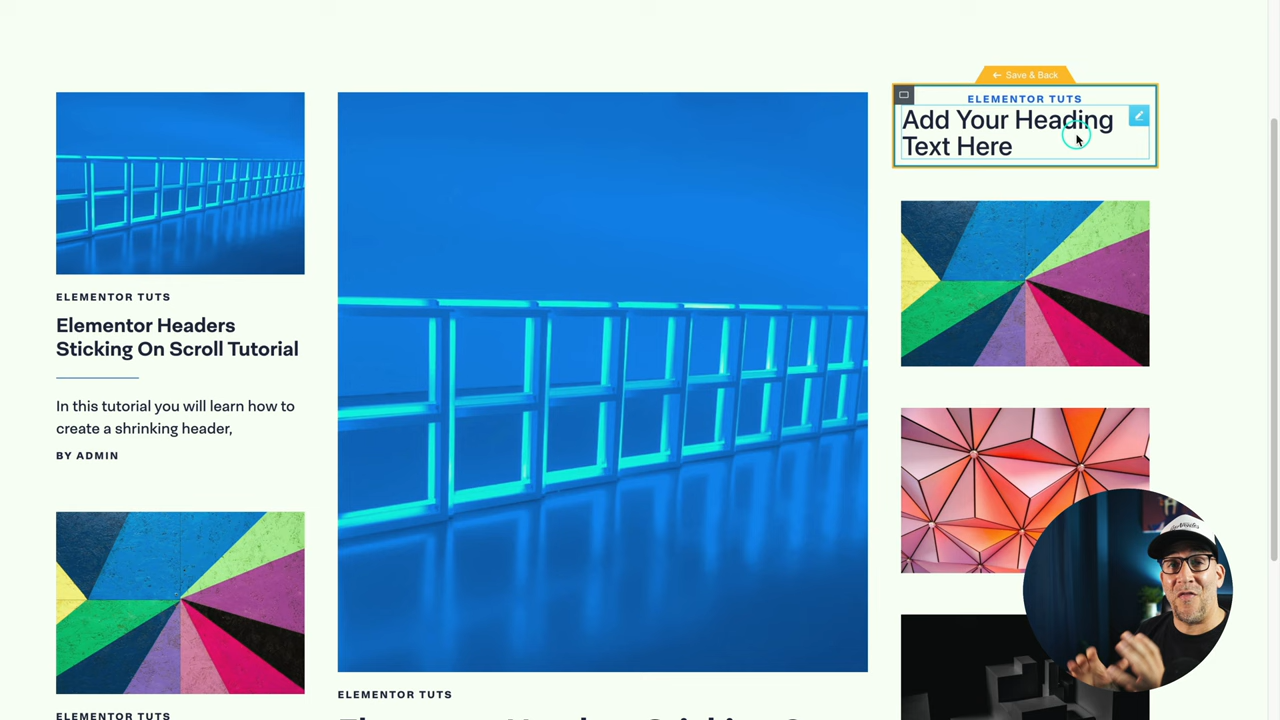 ELEMENTOR TUTS
Elementor Headers
Sticking On Scroll Tutorial
In this tutorial you will learn how to
create a shrinking header,
BY ADMIN
ELEMENTOR TUTS
ELEMENTOR TUTS
← Save & Back
ELEMENTOR TUTS
Add Your Heading
Text Here